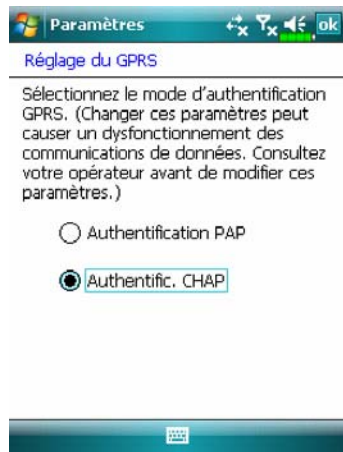 Paramètres ok
Réglage du GPRS
Sélectionnez le mode d'authentification
GPRS. (Changer ces paramètres peut
causer un dysfonctionnement des
communications de données. Consultez
votre opérateur avant de modifier ces
paramètres.)
Authentification PAP
Authentific. CHAP